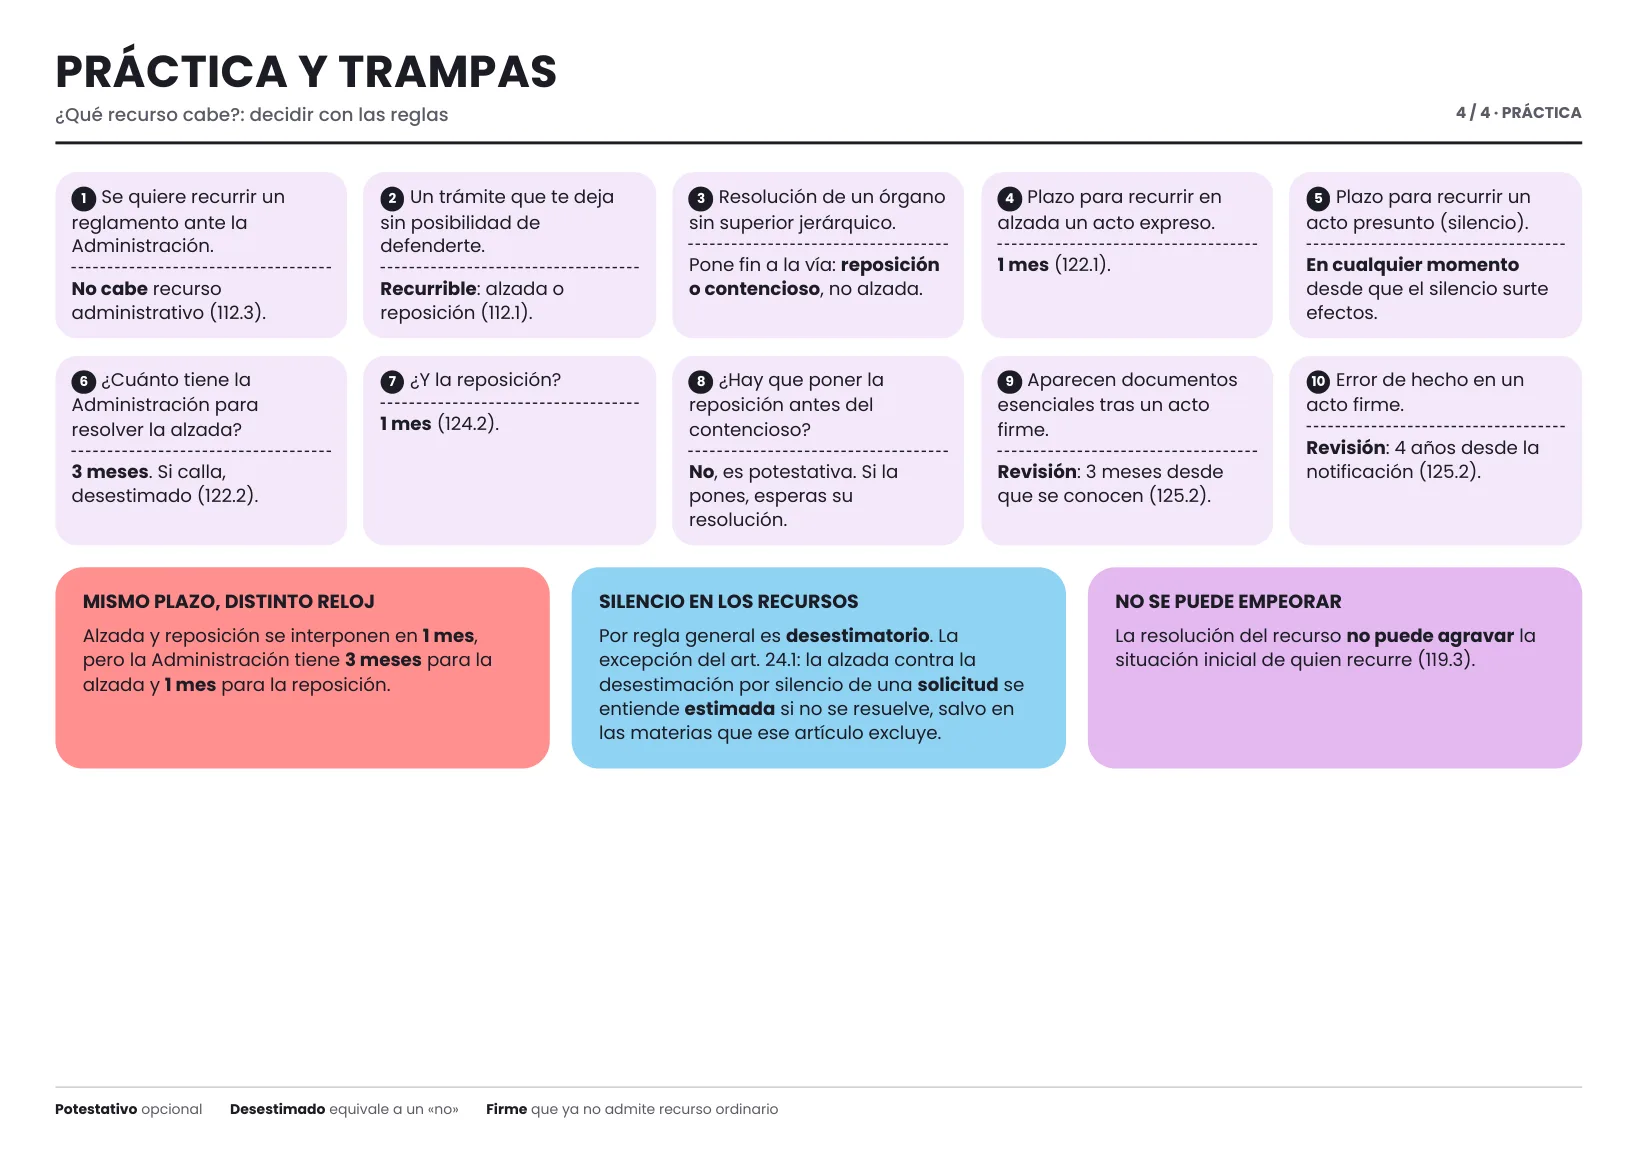 PRÁCTICA Y TRAMPAS
¿Qué recurso cabe?: decidir con las reglas
4 / 4 · PRÁCTICA
1 Se quiere recurrir un
reglamento ante la
Administración.
No cabe recurso
administrativo (112.3).
2 Un trámite que te deja
sin posibilidad de
defenderte.
Recurrible: alzada o
reposición (112.1).
3 Resolución de un órgano
sin superior jerárquico.
Pone fin a la vía: reposición
o contencioso, no alzada.
4 Plazo para recurrir en
alzada un acto expreso.
1 mes (122.1).
5 Plazo para recurrir un
acto presunto (silencio).
En cualquier momento
desde que el silencio surte
efectos.
6 ¿Cuánto tiene la
Administración para
resolver la alzada?
3 meses. Si calla,
desestimado (122.2).
7 ¿Y la reposición?
1 mes (124.2).
8 ¿Hay que poner la
reposición antes del
contencioso?
No, es potestativa. Si la
pones, esperas su
resolución.
9 Aparecen documentos
esenciales tras un acto
firme.
Revisión: 3 meses desde
que se conocen (125.2).
10 Error de hecho en un
acto firme.
Revisión: 4 años desde la
notificación (125.2).
MISMO PLAZO, DISTINTO RELOJ
Alzada y reposición se interponen en 1 mes,
pero la Administración tiene 3 meses para la
alzada y 1 mes para la reposición.
SILENCIO EN LOS RECURSOS
Por regla general es desestimatorio. La
excepción del art. 24.1: la alzada contra la
desestimación por silencio de una solicitud se
entiende estimada si no se resuelve, salvo en
las materias que ese artículo excluye.
NO SE PUEDE EMPEORAR
La resolución del recurso no puede agravar la
situación inicial de quien recurre (119.3).
Potestativo opcional Desestimado equivale a un «no» Firme que ya no admite recurso ordinario